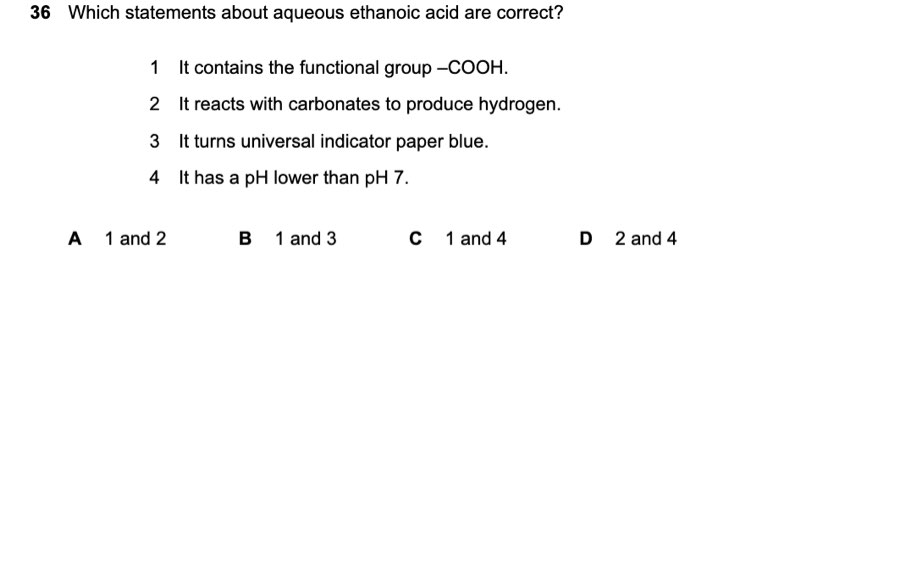 36 Which statements about aqueous ethanoic acid are correct?
1 It contains the functional group –COOH.
2 It reacts with carbonates to produce hydrogen.
3 It turns universal indicator paper blue.
4 It has a pH lower than pH 7.
A 1 and 2 B 1 and 3 C 1 and 4 D 2 and 4